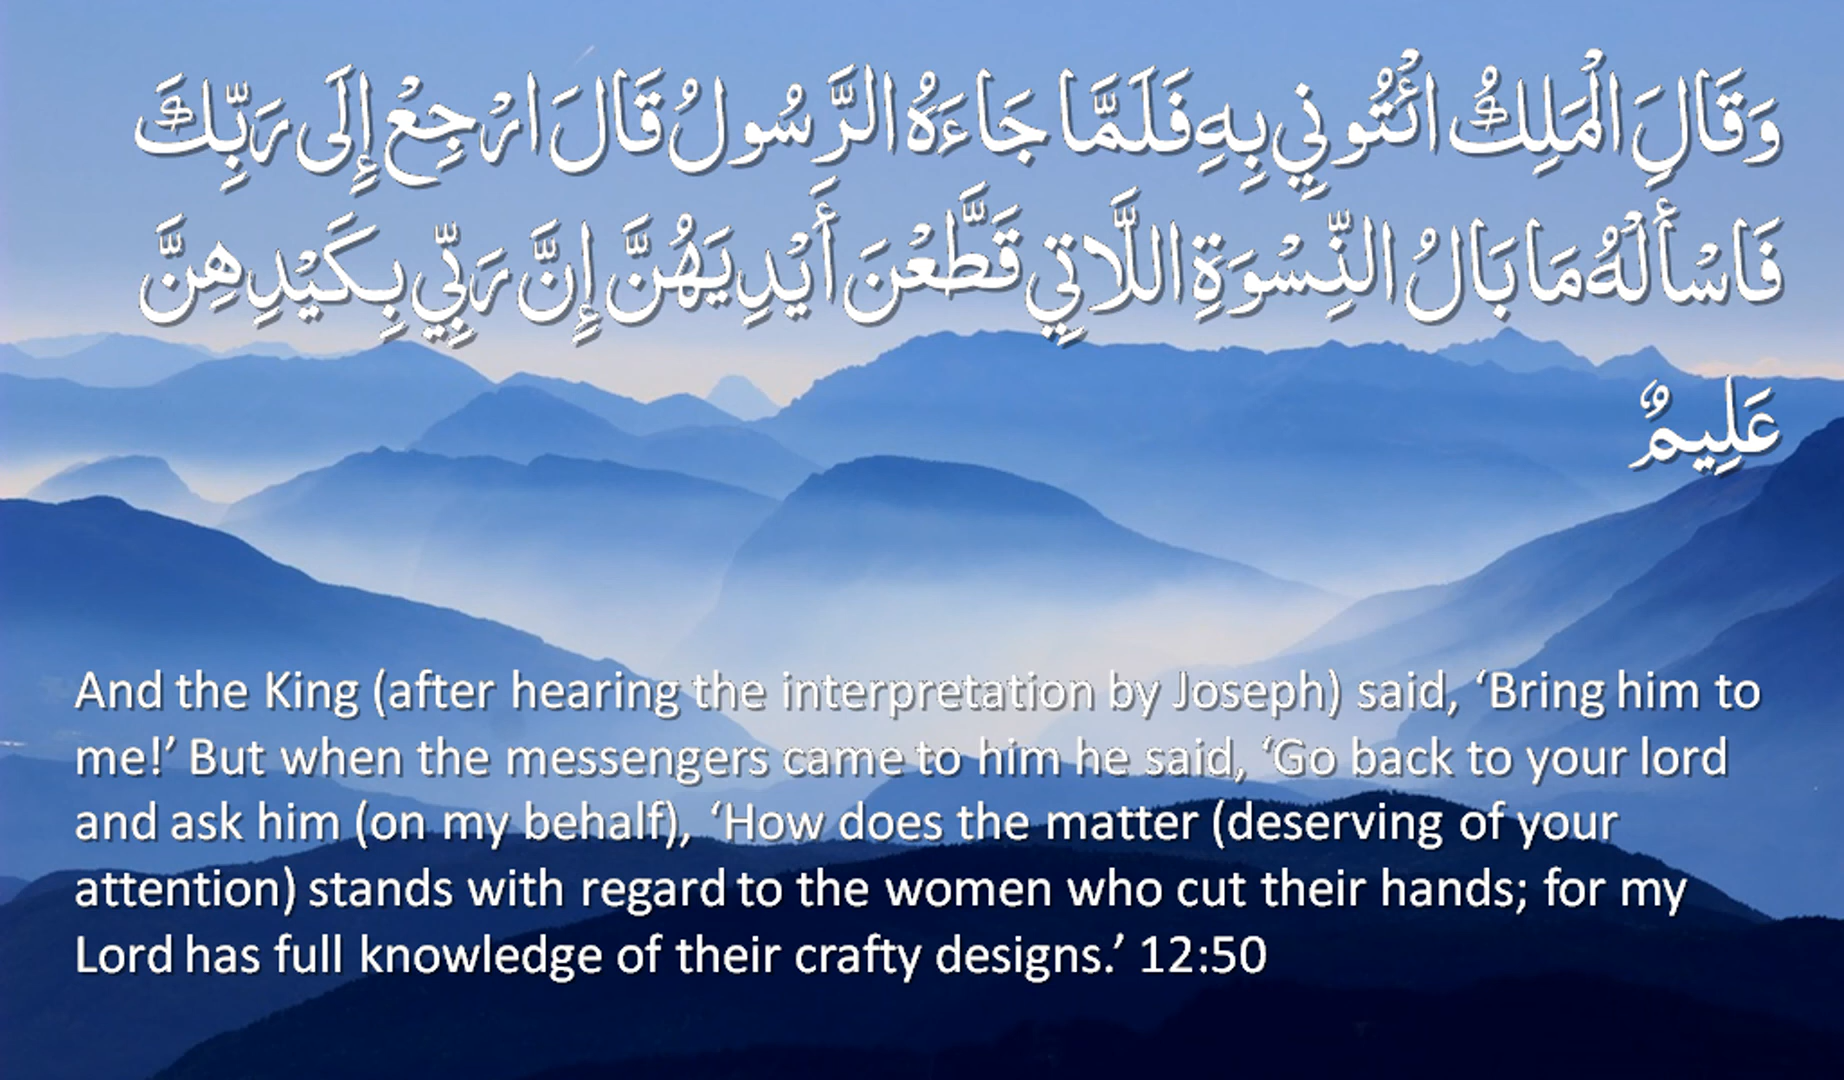 وَقَالَ الْمَلِكُ ائْتُونِي بِهِ فَلَمَّا جَاءَهُ الرَّسُولُ قَالَ ارْجِعْ إِلَى رَبِّكَ
فَاسْأَلْهُ مَا بَالُ النِّسْوَةِ اللَّاتِي قَطَّعْنَ أَيْدِيَهُنَّ إِنَّ رَبِّي بِكَيْدِهِنَّ
عَلِيمٌ
And the King (after hearing the interpretation by Joseph) said, ‘Bring him to
me!’ But when the messengers came to him he said, ‘Go back to your lord
and ask him (on my behalf), ‘How does the matter (deserving of your
attention) stands with regard to the women who cut their hands; for my
Lord has full knowledge of their crafty designs.’ 12:50